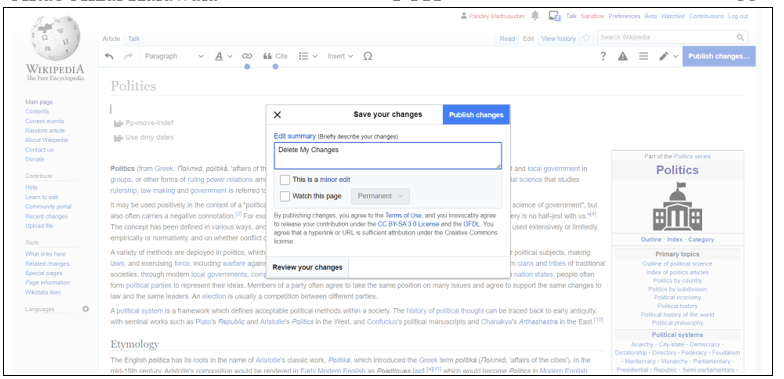 Pandey Madhusudan Talk Sandbox Preferences Beta Watchlist Contributions Log out
Article Talk
Read Edit View history Search Wikipedia
Paragraph A Cite Insert Ω
? Publish changes...
WIKIPEDIA
The Free Encyclopedia
Main page
Contents
Current events
Random article
About Wikipedia
Contact us
Donate
Contribute
Help
Learn to edit
Community portal
Recent changes
Upload file
Tools
What links here
Related changes
Special pages
Page information
Wikidata item
Languages
Politics
Pp-move-indef
Use dmy dates
Save your changes
Publish changes
Edit summary (Briefly describe your changes)
Delete My Changes
This is a minor edit
Watch this page Permanent
By publishing changes, you agree to the Terms of Use, and you irrevocably agree
to release your contribution under the CC BY-SA 3.0 License and the GFDL. You
agree that a hyperlink or URL is sufficient attribution under the Creative Commons
license.
Review your changes
Politics (from Greek: Πολιτικά, politiká, 'affairs of th
t and local government in
groups, or other forms of ruling power relations am
ial science that studies
rulership, law making and government is referred to
It may be used positively in the context of a "politica
science of government", but
also often carries a negative connotation.[3] For exa
ery is no half-jest with us."[4]
The concept has been defined in various ways, and
used extensively or limitedly,
empirically or normatively, and on whether conflict o
A variety of methods are deployed in politics, which
r political subjects, making
laws, and exercising force, including warfare again
m clans and tribes of traditional
societies, through modern local governments, comp
n nation states, people often
form political parties to represent their ideas. Members of a party often agree to take the same position on many issues and agree to support the same changes to
law and the same leaders. An election is usually a competition between different parties.
A political system is a framework which defines acceptable political methods within a society. The history of political thought can be traced back to early antiquity,
with seminal works such as Plato's Republic and Aristotle's Politics in the West, and Confucius's political manuscripts and Chanakya's Arthashastra in the East.[10]
Etymology
The English politics has its roots in the name of Aristotle's classic work, Politiká, which introduced the Greek term politiká (Πολιτικά, 'affairs of the cities'). In the
mid-15th century, Aristotle's composition would be rendered in Early Modern English as Polettiques [sic],[a][11] which would become Politics in Modern English.
Part of the Politics series
Politics
Outline · Index · Category
Primary topics
Outline of political science
Index of politics articles
Politics by country
Politics by subdivision
Political economy
Political history
Political history of the world
Political philosophy
Political systems
Anarchy · City-state · Democracy ·
Dictatorship · Directory · Federacy · Feudalism
· Meritocracy · Monarchy · Parliamentary ·
Presidential · Republic · Semi-parliamentary ·